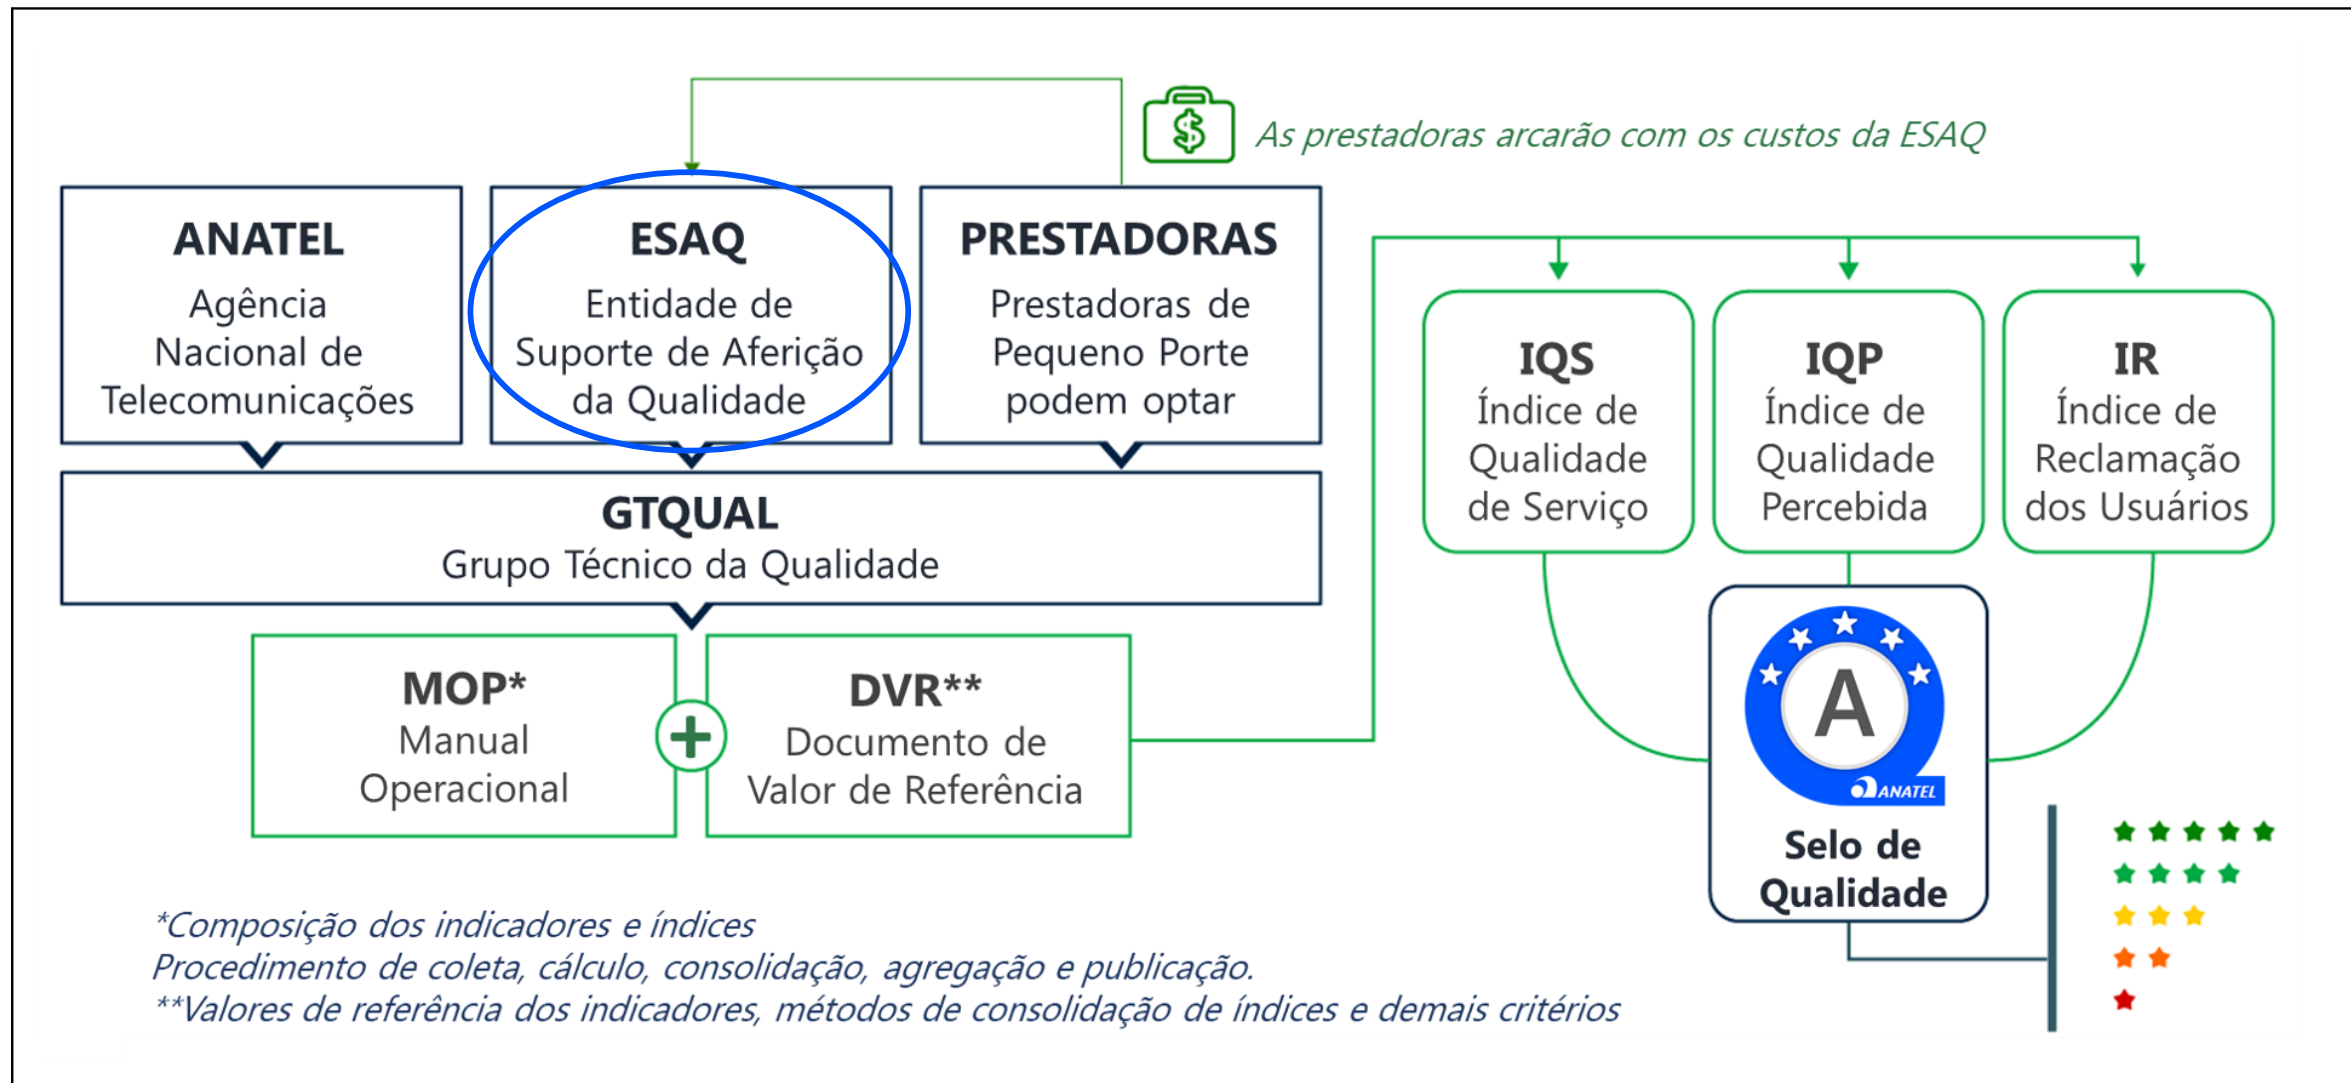 As prestadoras arcarão com os custos da ESAQ
ANATEL
Agência
Nacional de
Telecomunicações
ESAQ
Entidade de
Suporte de Aferição
da Qualidade
PRESTADORAS
Prestadoras de
Pequeno Porte
podem optar
GTQUAL
Grupo Técnico da Qualidade
MOP*
Manual
Operacional
+
DVR**
Documento de
Valor de Referência
IQS
Índice de
Qualidade
de Serviço
IQP
Índice de
Qualidade
Percebida
IR
Índice de
Reclamação
dos Usuários
A
ANATEL
Selo de
Qualidade
*Composição dos indicadores e índices
Procedimento de coleta, cálculo, consolidação, agregação e publicação.
**Valores de referência dos indicadores, métodos de consolidação de índices e demais critérios